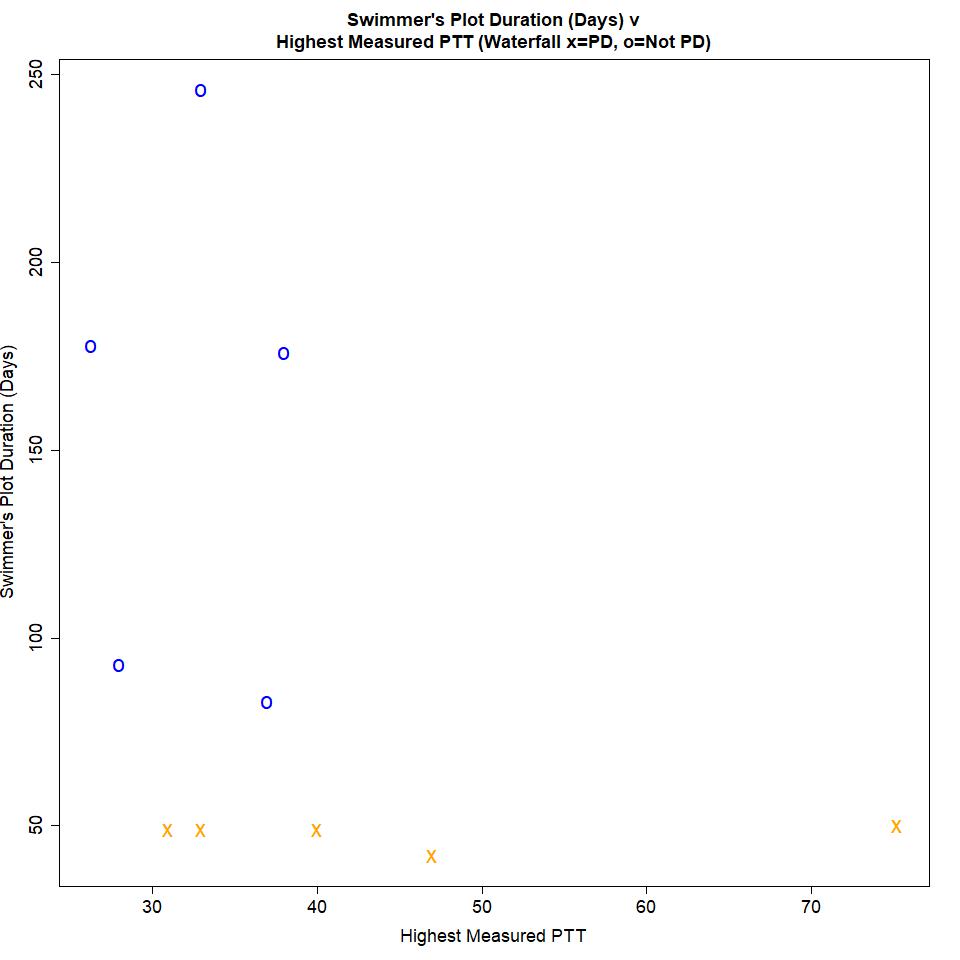 Swimmer's Plot Duration (Days) v
Highest Measured PTT (Waterfall x=PD, o=Not PD)
Swimmer's Plot Duration (Days)
250
200
150
100
50
o
o
o
o
o
x
x
x
x
x
30
40
50
60
70
Highest Measured PTT